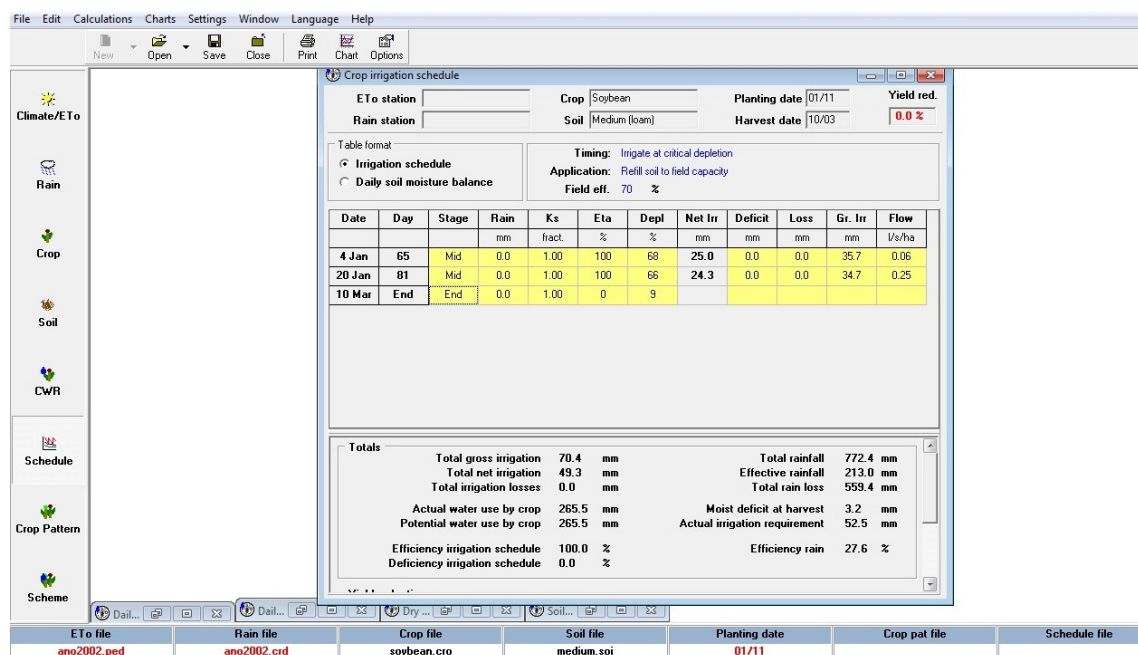 File Edit Calculations Charts Settings Window Language Help
New Open Save Close Print Chart Options
Crop irrigation schedule
ETo station Crop Soybean Planting date 01/11 Yield red.
Rain station Soil Medium (loam) Harvest date 10/03 0.0 %
Table format
Irrigation schedule
Daily soil moisture balance
Timing: Irrigate at critical depletion
Application: Refill soil to field capacity
Field eff. 70 %
Date Day Stage Rain Ks Eta Depl Net Irr Deficit Loss Gr. Irr Flow
mm fract. % % mm mm mm mm l/s/ha
4 Jan 65 Mid 0.0 1.00 100 68 25.0 0.0 0.0 35.7 0.06
20 Jan 81 Mid 0.0 1.00 100 66 24.3 0.0 0.0 34.7 0.25
10 Mar End End 0.0 1.00 0 9
Totals
Total gross irrigation 70.4 mm Total rainfall 772.4 mm
Total net irrigation 49.3 mm Effective rainfall 213.0 mm
Total irrigation losses 0.0 mm Total rain loss 559.4 mm
Actual water use by crop 265.5 mm Moist deficit at harvest 3.2 mm
Potential water use by crop 265.5 mm Actual irrigation requirement 52.5 mm
Efficiency irrigation schedule 100.0 % Efficiency rain 27.6 %
Deficiency irrigation schedule 0.0 %
Climate/ETo
Rain
Crop
Soil
CWR
Schedule
Crop Pattern
Scheme
Dail... Dail... Dry ... Soil...
ETo file Rain file Crop file Soil file Planting date Crop pat file Schedule file
ano2002.ped ano2002.crd soybean.cro medium.soi 01/11